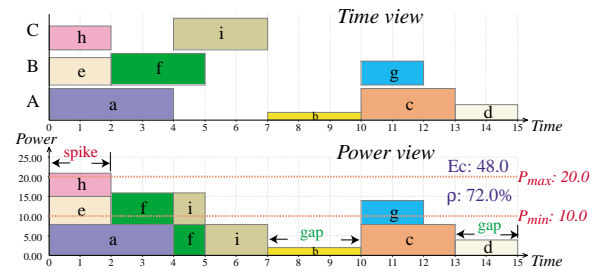 Time view
C
h
i
B
e
f
g
A
a
b
c
d
0 1 2 3 4 5 6 7 8 9 10 11 12 13 14 15 Time
Power
Power view
25.00
spike
Ec: 48.0
20.00
Pmax: 20.0
h
15.00
ρ: 72.0%
e
f
i
g
10.00
Pmin: 10.0
gap
gap
5.00
a
f
i
b
c
d
0.00
0 1 2 3 4 5 6 7 8 9 10 11 12 13 14 15 Time